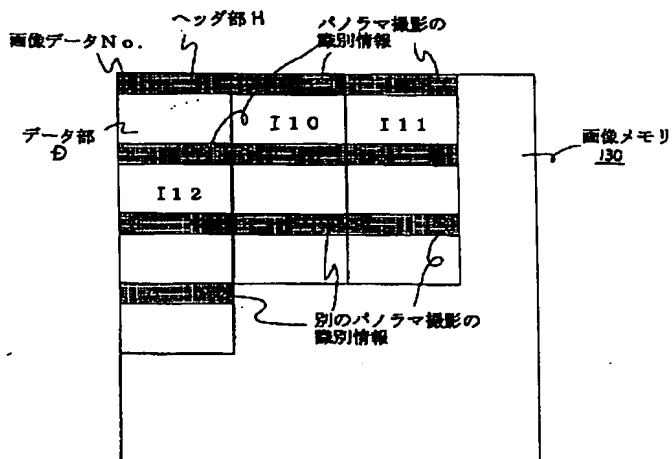 ヘッダ部H
パノラマ撮影の
識別情報
画像データNo.
データ部
D
I10
I11
画像メモリ
130
I12
別のパノラマ撮影の
識別情報